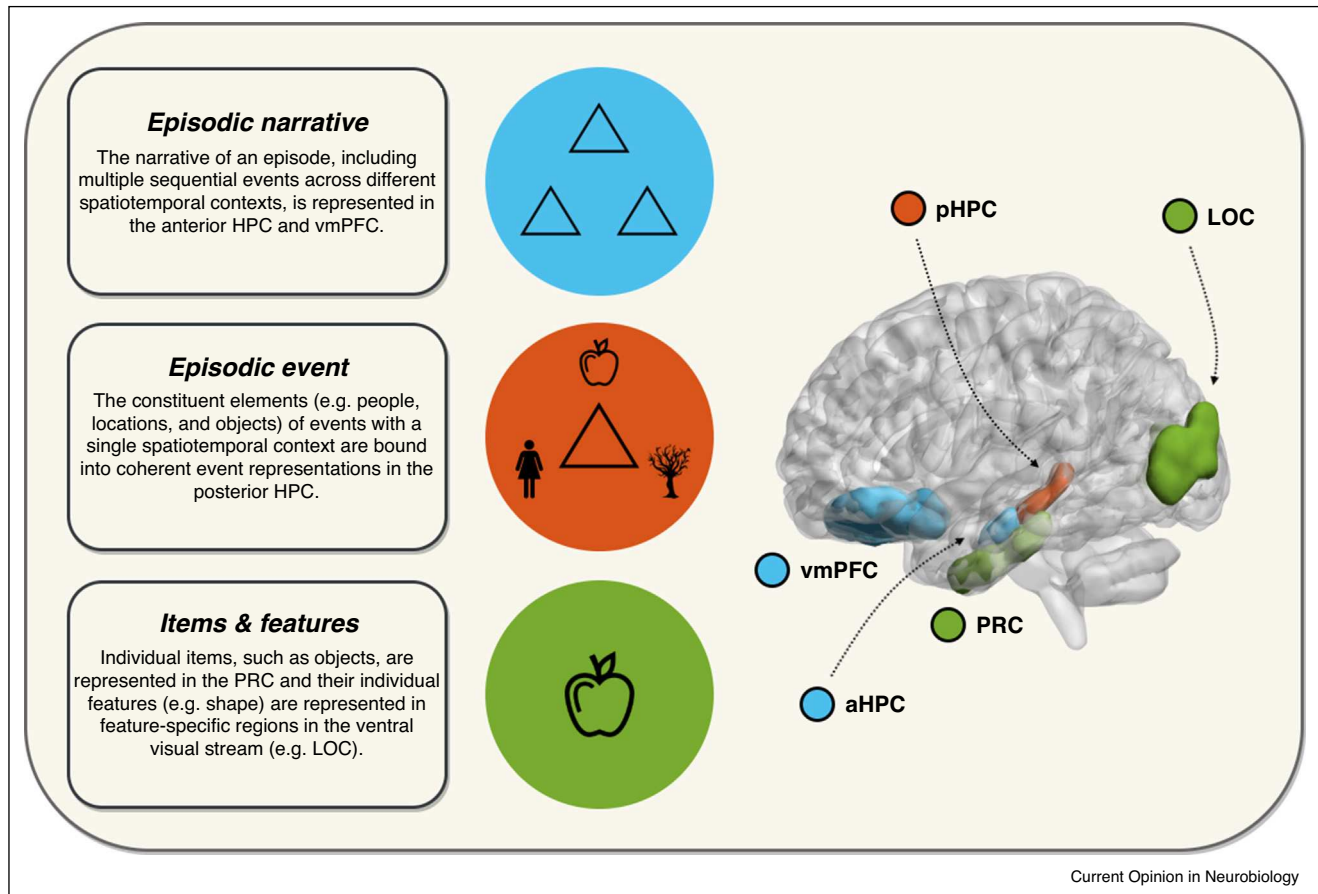 Episodic narrative
The narrative of an episode, including
multiple sequential events across different
spatiotemporal contexts, is represented in
the anterior HPC and vmPFC.
Episodic event
The constituent elements (e.g. people,
locations, and objects) of events with a
single spatiotemporal context are bound
into coherent event representations in the
posterior HPC.
Items & features
Individual items, such as objects, are
represented in the PRC and their individual
features (e.g. shape) are represented in
feature-specific regions in the ventral
visual stream (e.g. LOC).
pHPC
LOC
vmPFC
PRC
aHPC
Current Opinion in Neurobiology